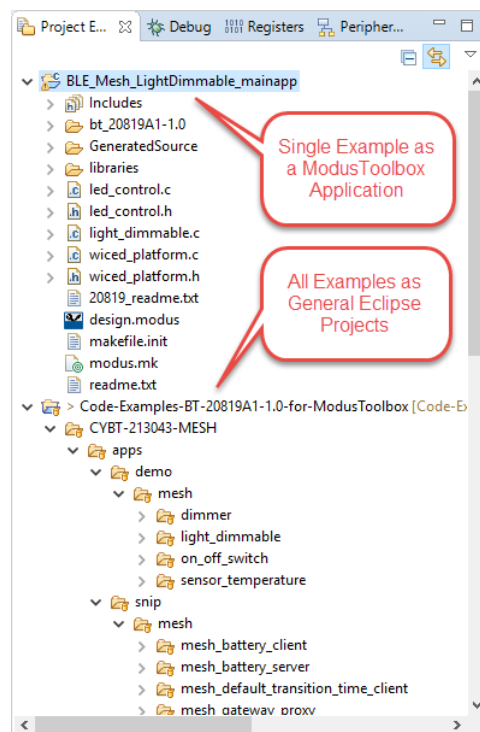 Project E... Debug Registers Peripher...
BLE_Mesh_LightDimmable_mainapp
Includes
bt_20819A1-1.0
GeneratedSource
libraries
led_control.c
led_control.h
light_dimmable.c
wiced_platform.c
wiced_platform.h
20819_readme.txt
design.modus
makefile.init
modus.mk
readme.txt
Single Example as
a ModusToolbox
Application
All Examples as
General Eclipse
Projects
> Code-Examples-BT-20819A1-1.0-for-ModusToolbox [Code-Ex
CYBT-213043-MESH
apps
demo
mesh
dimmer
light_dimmable
on_off_switch
sensor_temperature
snip
mesh
mesh_battery_client
mesh_battery_server
mesh_default_transition_time_client
mesh_gateway_proxy